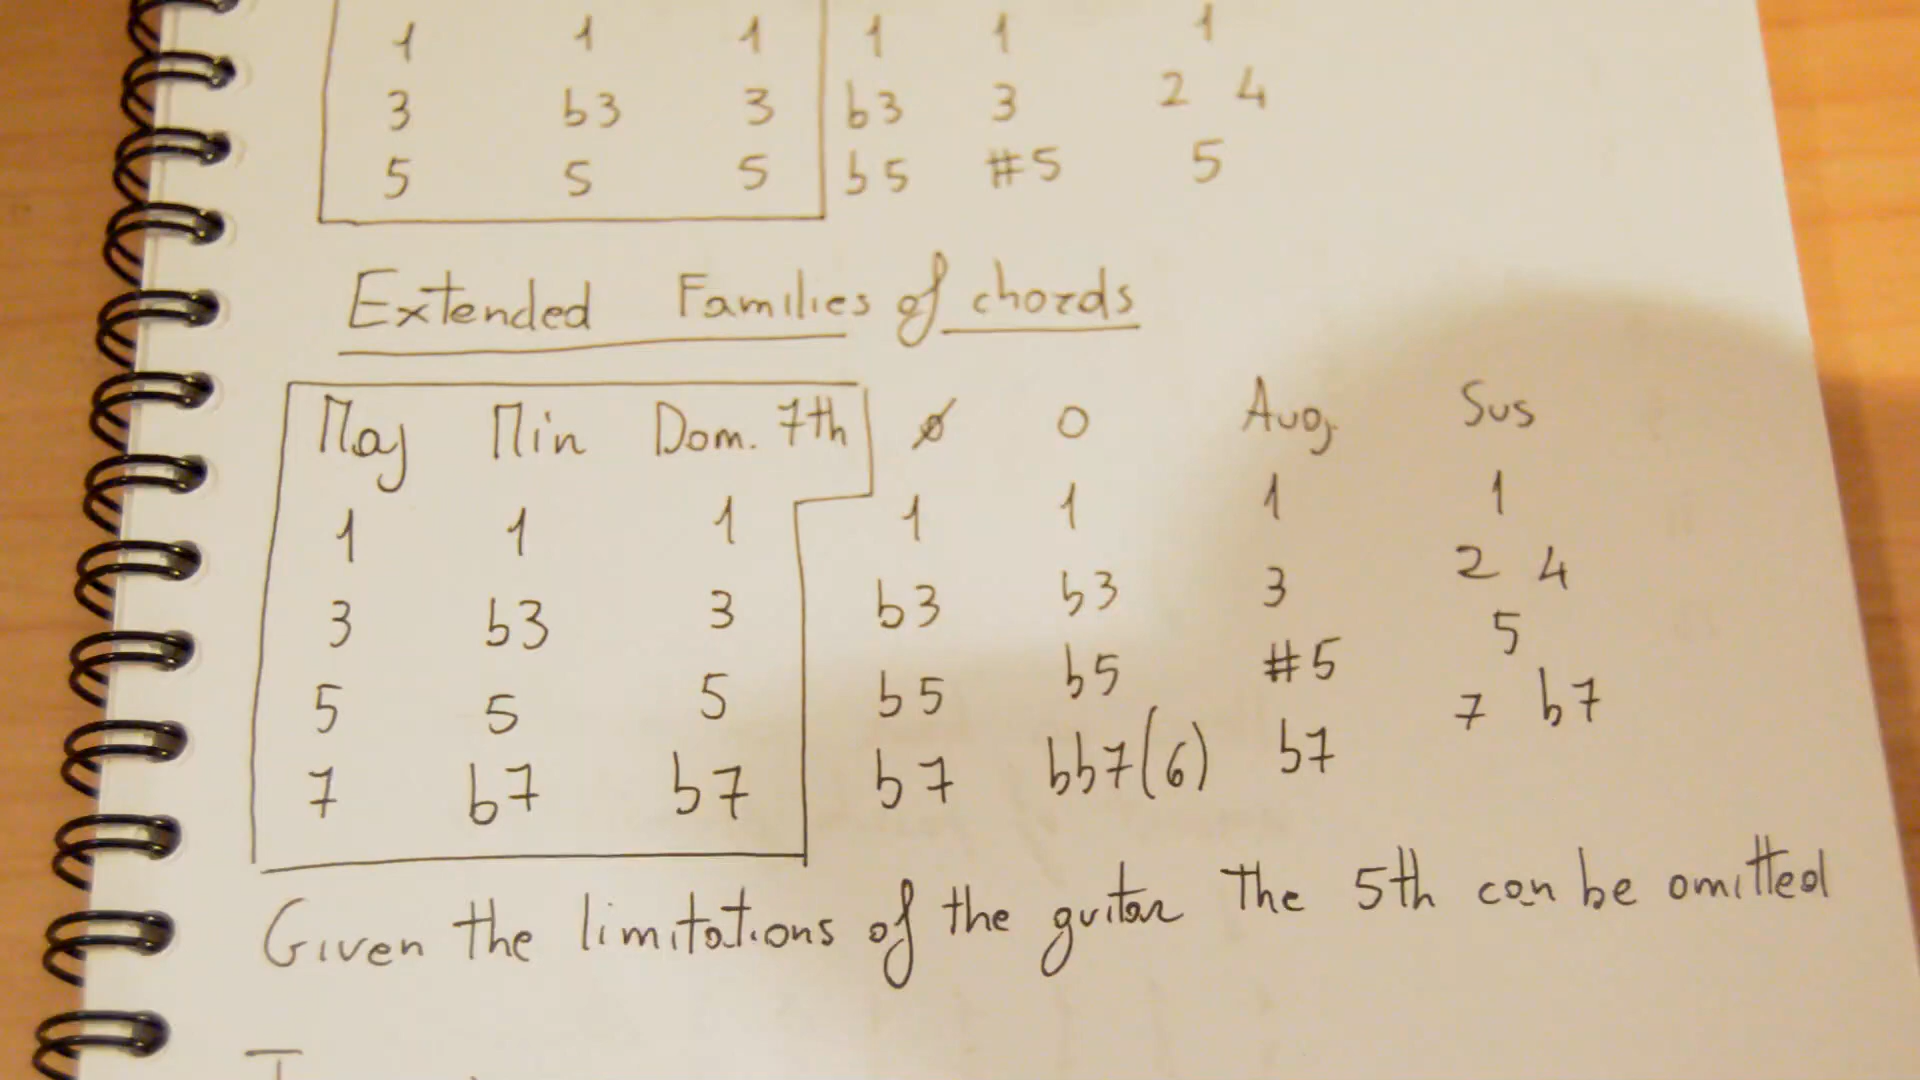 1 1 1 1 1 1
3 b3 3 b3 3 2 4
5 5 5 b5 #5 5
Extended Families of chords
Maj Min Dom. 7th ø o Aug. Sus
1 1 1 1 1 1 1
3 b3 3 b3 b3 3 2 4
5 5 5 b5 b5 #5 5
7 b7 b7 b7 bb7(6) b7 7 b7
Given the limitations of the guitar the 5th can be omitted